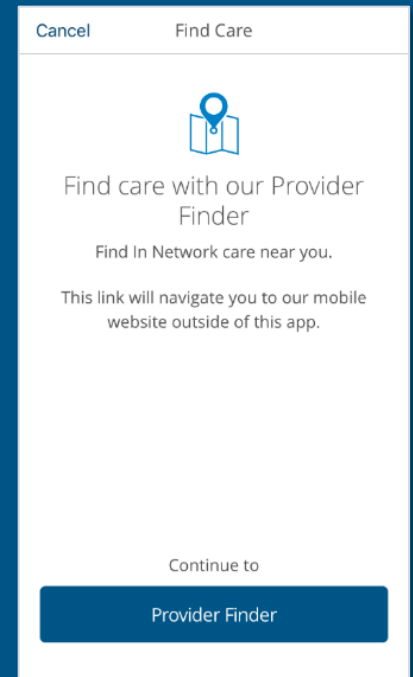 Cancel Find Care
Find care with our Provider
Finder
Find In Network care near you.
This link will navigate you to our mobile
website outside of this app.
Continue to
Provider Finder